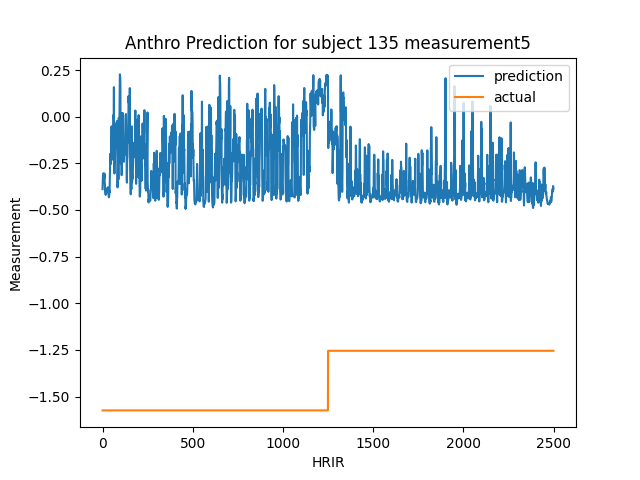 Anthro Prediction for subject 135 measurement5
prediction
actual
0.25
0.00
−0.25
−0.50
−0.75
−1.00
−1.25
−1.50
Measurement
0
500
1000
1500
2000
2500
HRIR